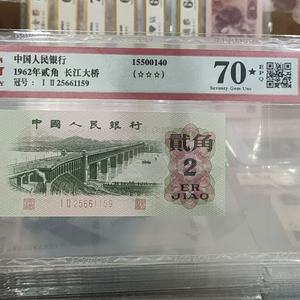 中国人民银行
15500140
1962年贰角 长江大桥
(☆☆☆)
冠号： I II 25661159
70★
EPQ
Seventy Gem Unc
中國人民銀行
貳角
2
ER
JIAO
I II 25661159